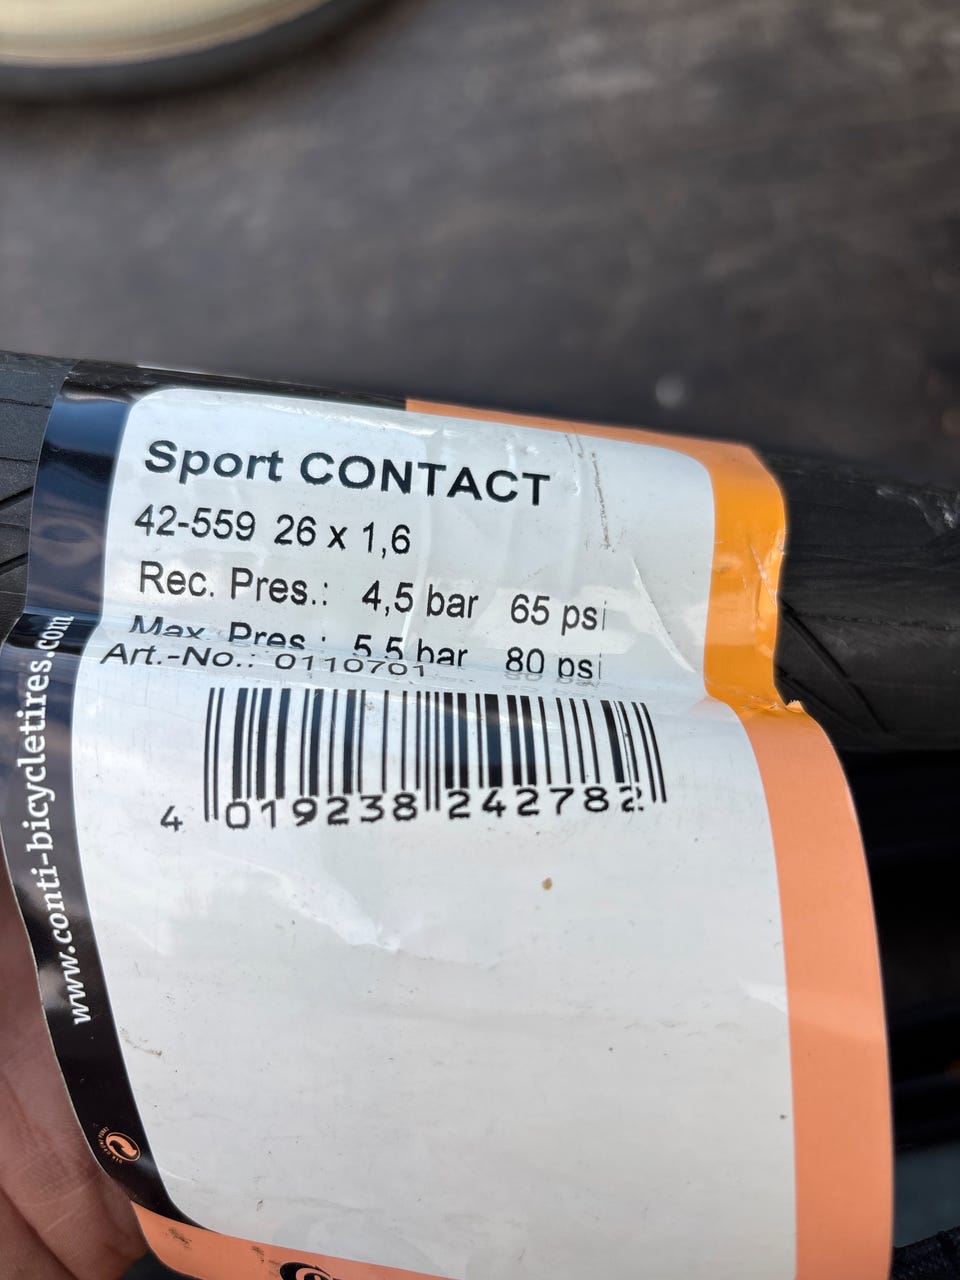 Sport CONTACT
42-559 26 x 1,6
Rec. Pres.: 4,5 bar 65 psi
Max. Pres.: 5,5 bar 80 psi
Art.-No.: 0110701
4 019238 242782
www.conti-bicycletires.com